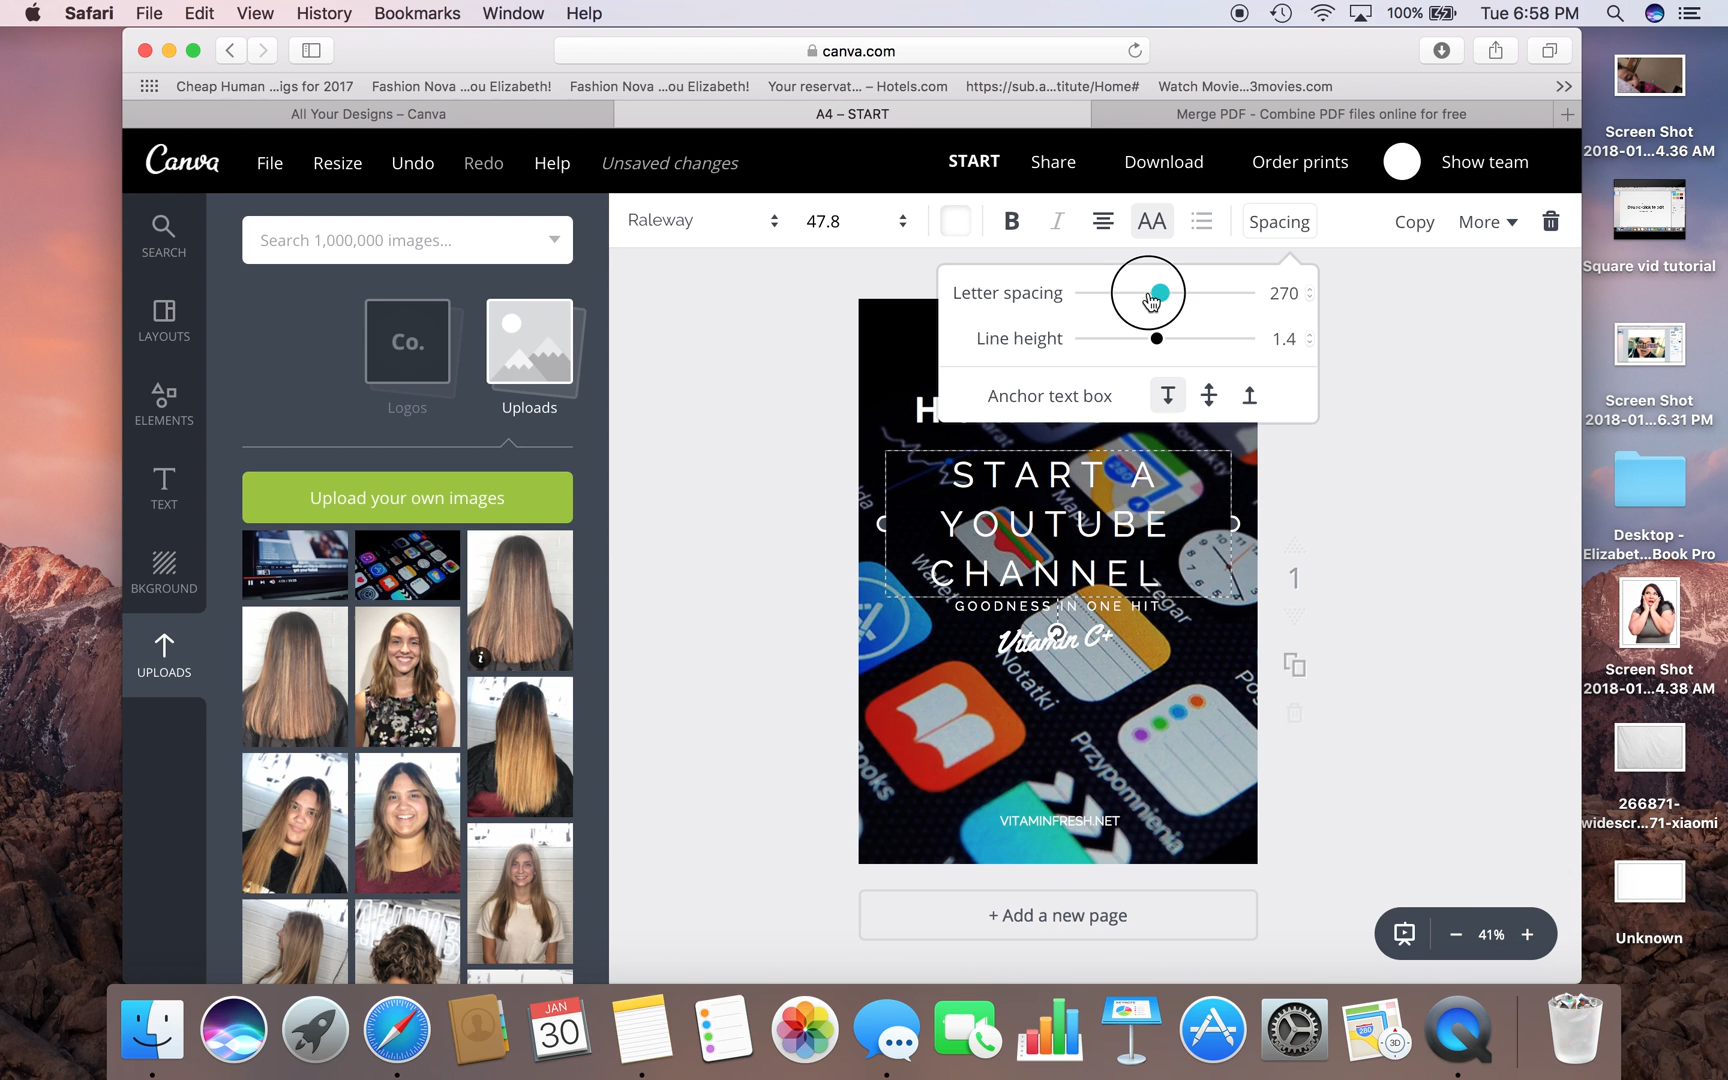 Safari File Edit View History Bookmarks Window Help
100% Tue 6:58 PM
canva.com
Cheap Human ...igs for 2017 Fashion Nova ...ou Elizabeth! Fashion Nova ...ou Elizabeth! Your reservat... – Hotels.com https://sub.a...titute/Home# Watch Movie...3movies.com
All Your Designs – Canva
A4 – START
Merge PDF - Combine PDF files online for free
Canva File Resize Undo Redo Help Unsaved changes START Share Download Order prints Show team
SEARCH
LAYOUTS
ELEMENTS
TEXT
BKGROUND
UPLOADS
Search 1,000,000 images...
Co.
Logos
Uploads
Upload your own images
Raleway 47.8 B I AA Spacing Copy More
Letter spacing 270
Line height 1.4
Anchor text box
H
START A
YOUTUBE
CHANNEL
GOODNESS IN ONE HIT
Vitamin C+
Kontakty
Mapy
280
Zegar
Notatki
Przypomnienia
VITAMINFRESH.NET
1
+ Add a new page
41%
Screen Shot
2018-01...4.36 AM
Square vid tutorial
Screen Shot
2018-01...6.31 PM
Desktop -
Elizabet...Book Pro
Screen Shot
2018-01...4.38 AM
266871-
widescr...71-xiaomi
Unknown
JAN
30
280
3D